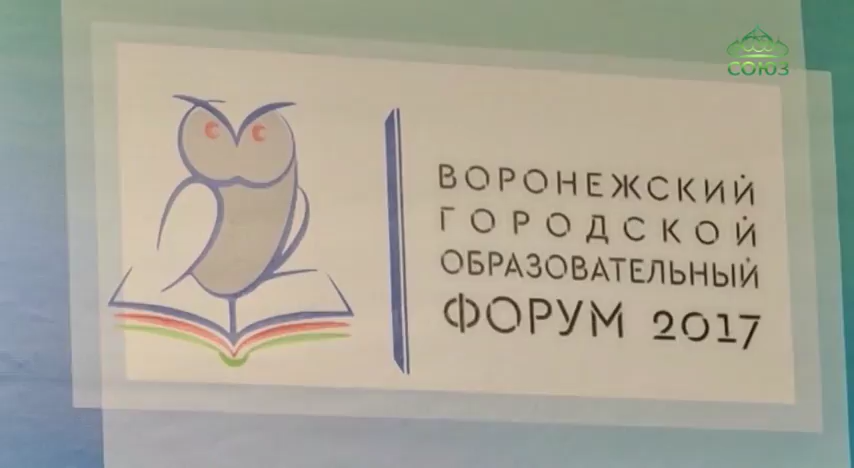 СОЮЗ
ВОРОНЕЖСКИЙ
ГОРОДСКОЙ
ОБРАЗОВАТЕЛЬНЫЙ
ФОРУМ 2017